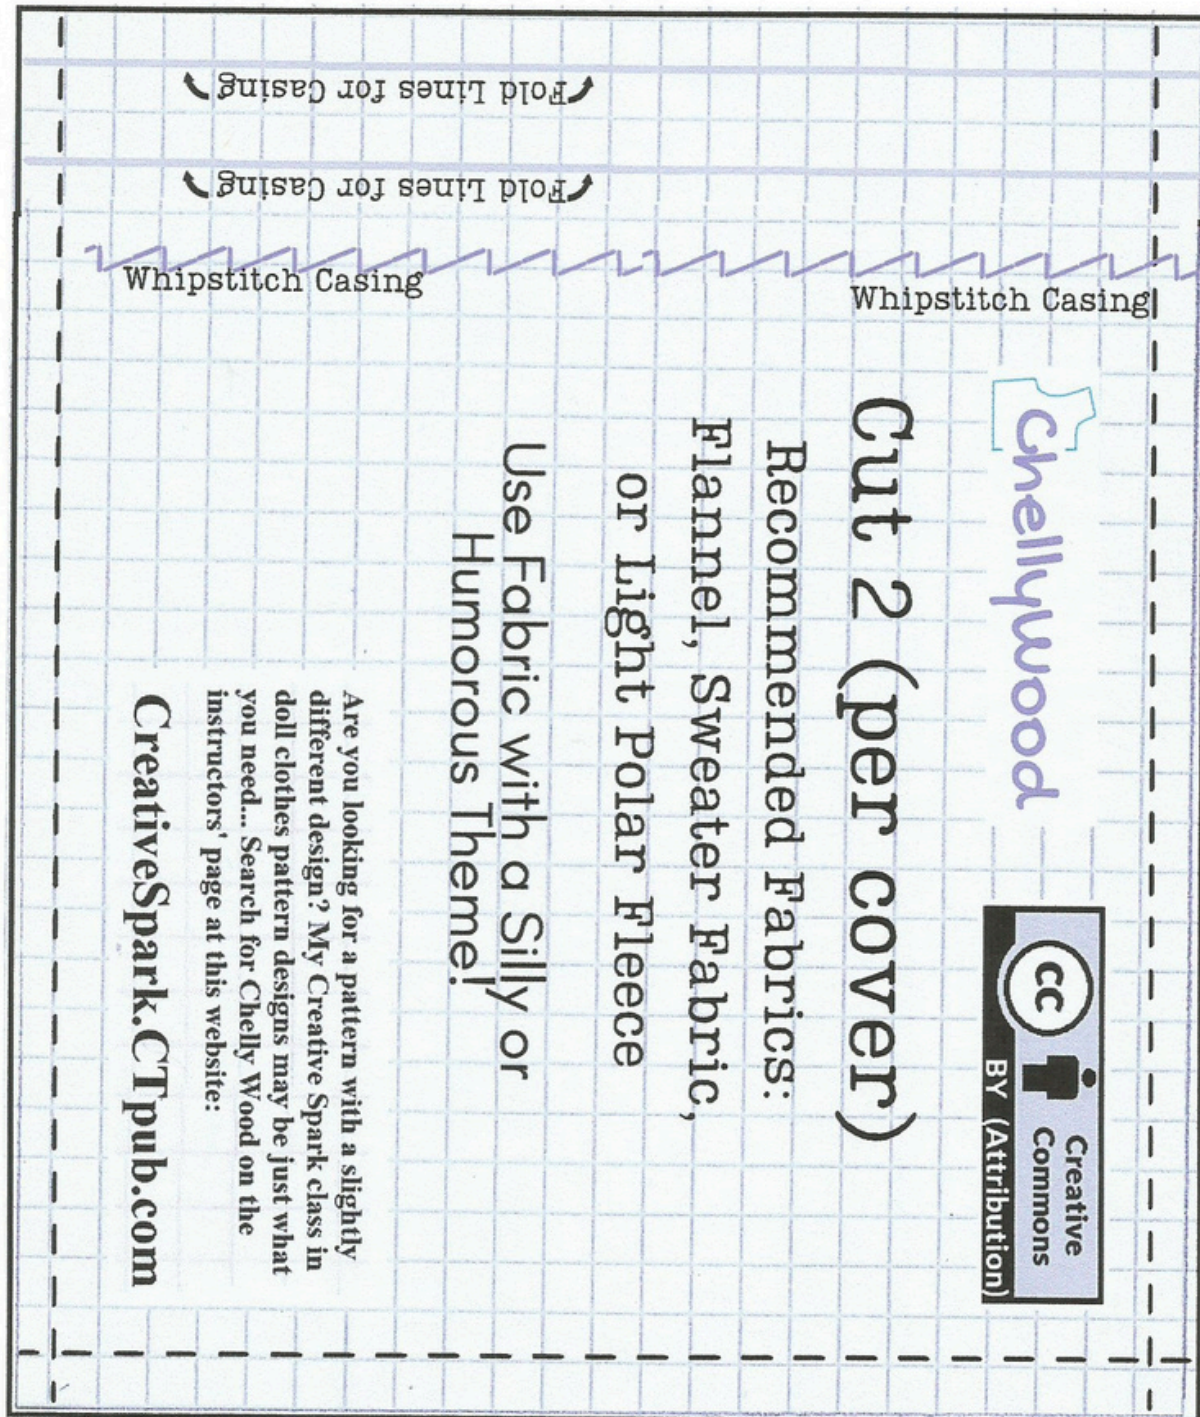 Fold Lines for Casing
Fold Lines for Casing
Whipstitch Casing
Whipstitch Casing
Chellywood
Creative
Commons
cc
BY (Attribution)
Cut 2 (per cover)
Recommended Fabrics:
Flannel, Sweater Fabric,
or Light Polar Fleece
Use Fabric with a Silly or
Humorous Theme!
Are you looking for a pattern with a slightly
different design? My Creative Spark class in
doll clothes pattern designs may be just what
you need... Search for Chelly Wood on the
instructors' page at this website:
CreativeSpark.CTpub.com